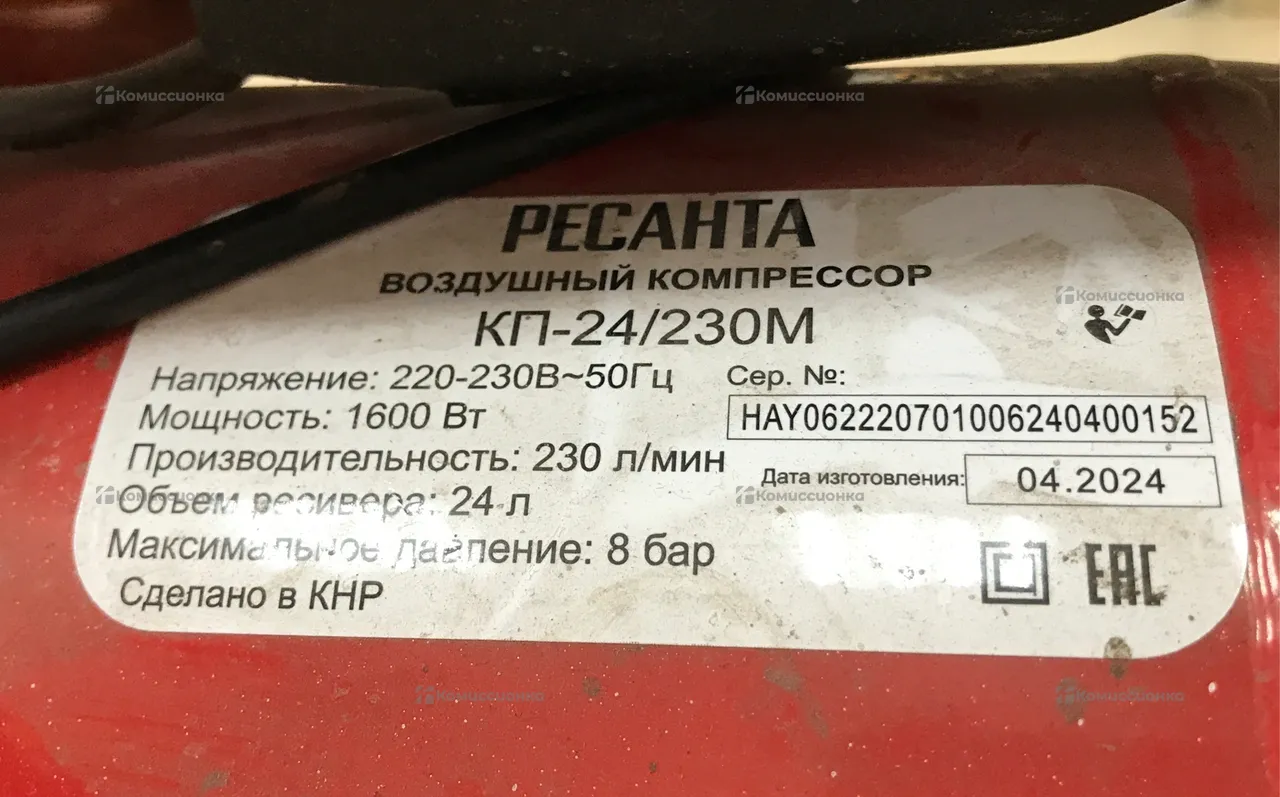 РЕСАНТА
ВОЗДУШНЫЙ КОМПРЕССОР
КП-24/230М
Напряжение: 220-230В~50Гц
Мощность: 1600 Вт
Производительность: 230 л/мин
Объем ресивера: 24 л
Максимальное давление: 8 бар
Сделано в КНР
Сер. №:
HAY062220701006240400152
Дата изготовления: 04.2024
EAC
Комиссионка
Комиссионка
Комиссионка
Комиссионка
Комиссионка
Комиссионка
Комиссионка